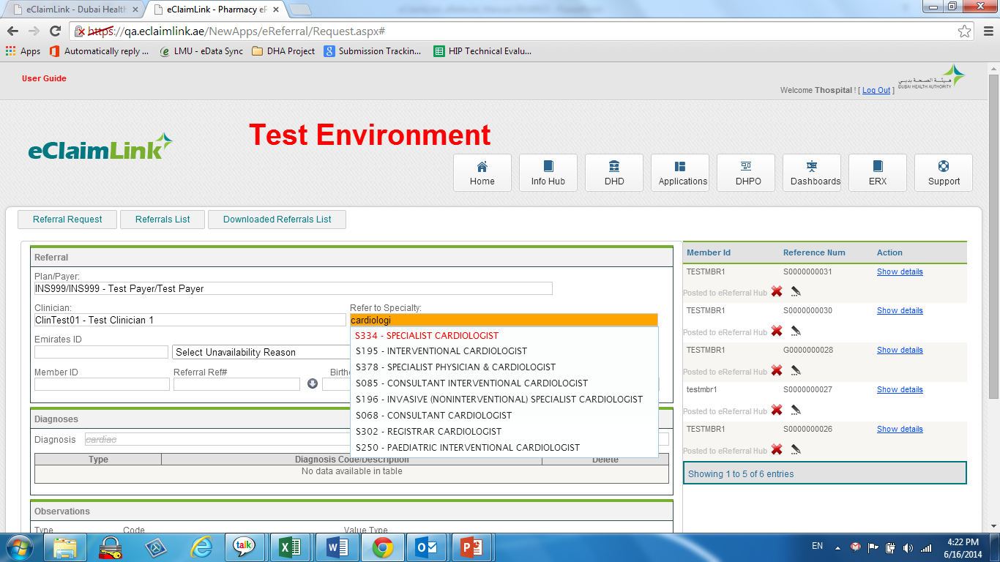 eClaimLink - Dubai Health
eClaimLink - Pharmacy eR
https://qa.eclaimlink.ae/NewApps/eReferral/Request.aspx#
Apps
Automatically reply ...
LMU - eData Sync
DHA Project
Submission Trackin...
HIP Technical Evalu...
User Guide
Welcome Thospital ! [ Log Out ]
هيئة الصحة بدبي
DUBAI HEALTH AUTHORITY
eClaimLink
Test Environment
Home
Info Hub
DHD
Applications
DHPO
Dashboards
ERX
Support
Referral Request
Referrals List
Downloaded Referrals List
Referral
Plan/Payer:
INS999/INS999 - Test Payer/Test Payer
Clinician:
ClinTest01 - Test Clinician 1
Refer to Specialty:
cardiologi
S334 - SPECIALIST CARDIOLOGIST
S195 - INTERVENTIONAL CARDIOLOGIST
S378 - SPECIALIST PHYSICIAN & CARDIOLOGIST
S085 - CONSULTANT INTERVENTIONAL CARDIOLOGIST
S196 - INVASIVE (NONINTERVENTIONAL) SPECIALIST CARDIOLOGIST
S068 - CONSULTANT CARDIOLOGIST
S302 - REGISTRAR CARDIOLOGIST
S250 - PAEDIATRIC INTERVENTIONAL CARDIOLOGIST
Emirates ID
Select Unavailability Reason
Member ID
Referral Ref#
Birth
Diagnoses
Diagnosis
cardiac
Type
Diagnosis Code/Description
Delete
No data available in table
Observations
Type
Code
Value Type
Member Id
Reference Num
Action
TESTMBR1
S0000000031
Show details
Posted to eReferral Hub
TESTMBR1
S0000000030
Show details
Posted to eReferral Hub
TESTMBR1
G0000000028
Show details
Posted to eReferral Hub
testmbr1
S0000000027
Show details
Posted to eReferral Hub
TESTMBR1
S0000000026
Show details
Posted to eReferral Hub
Showing 1 to 5 of 6 entries
talk
EN
4:22 PM
6/16/2014